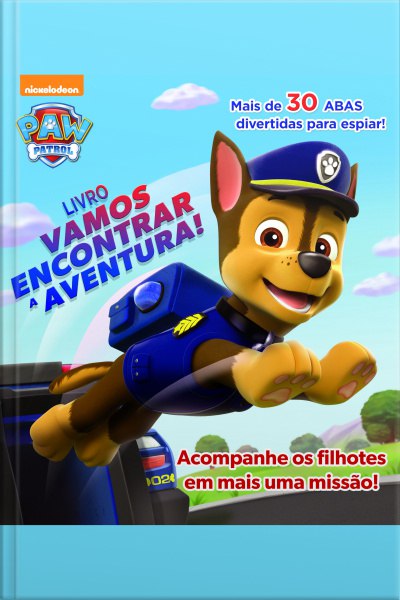 nickelodeon
PAW
PATROL
Mais de 30 ABAS
divertidas para espiar!
LIVRO
VAMOS
ENCONTRAR
A AVENTURA!
02
Acompanhe os filhotes
em mais uma missão!